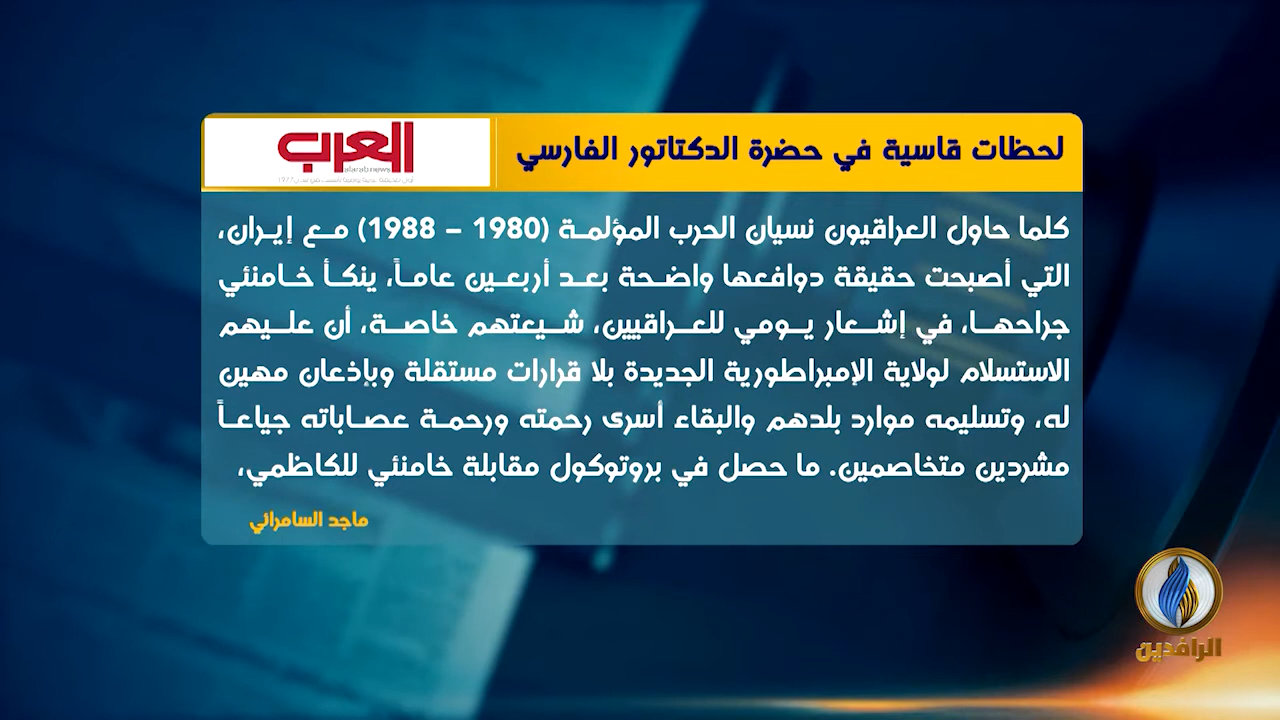 لحظات قاسية في حضرة الدكتاتور الفارسي
العرب
alarabnews
كلما حاول العراقيون نسيان الحرب المؤلمة (1980 – 1988) مع إيران،
التي أصبحت حقيقة دوافعها واضحة بعد أربعين عاماً، ينكأ خامنئي
جراحها، في إشعار يومي للعراقيين، شيعتهم خاصة، أن عليهم
الاستسلام لولاية الإمبراطورية الجديدة بلا قرارات مستقلة وبإذعان مهين
له، وتسليمه موارد بلدهم والبقاء أسرى رحمته ورحمة عصاباته جياعاً
مشردين متخاصمين. ما حصل في بروتوكول مقابلة خامنئي للكاظمي،
ماجد السامرائي
الرافدين